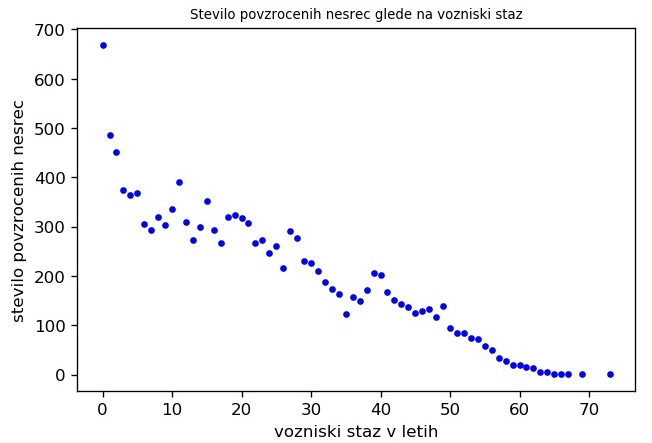 Stevilo povzrocenih nesrec glede na vozniski staz
stevilo povzrocenih nesrec
700
600
500
400
300
200
100
0
0 10 20 30 40 50 60 70
vozniski staz v letih